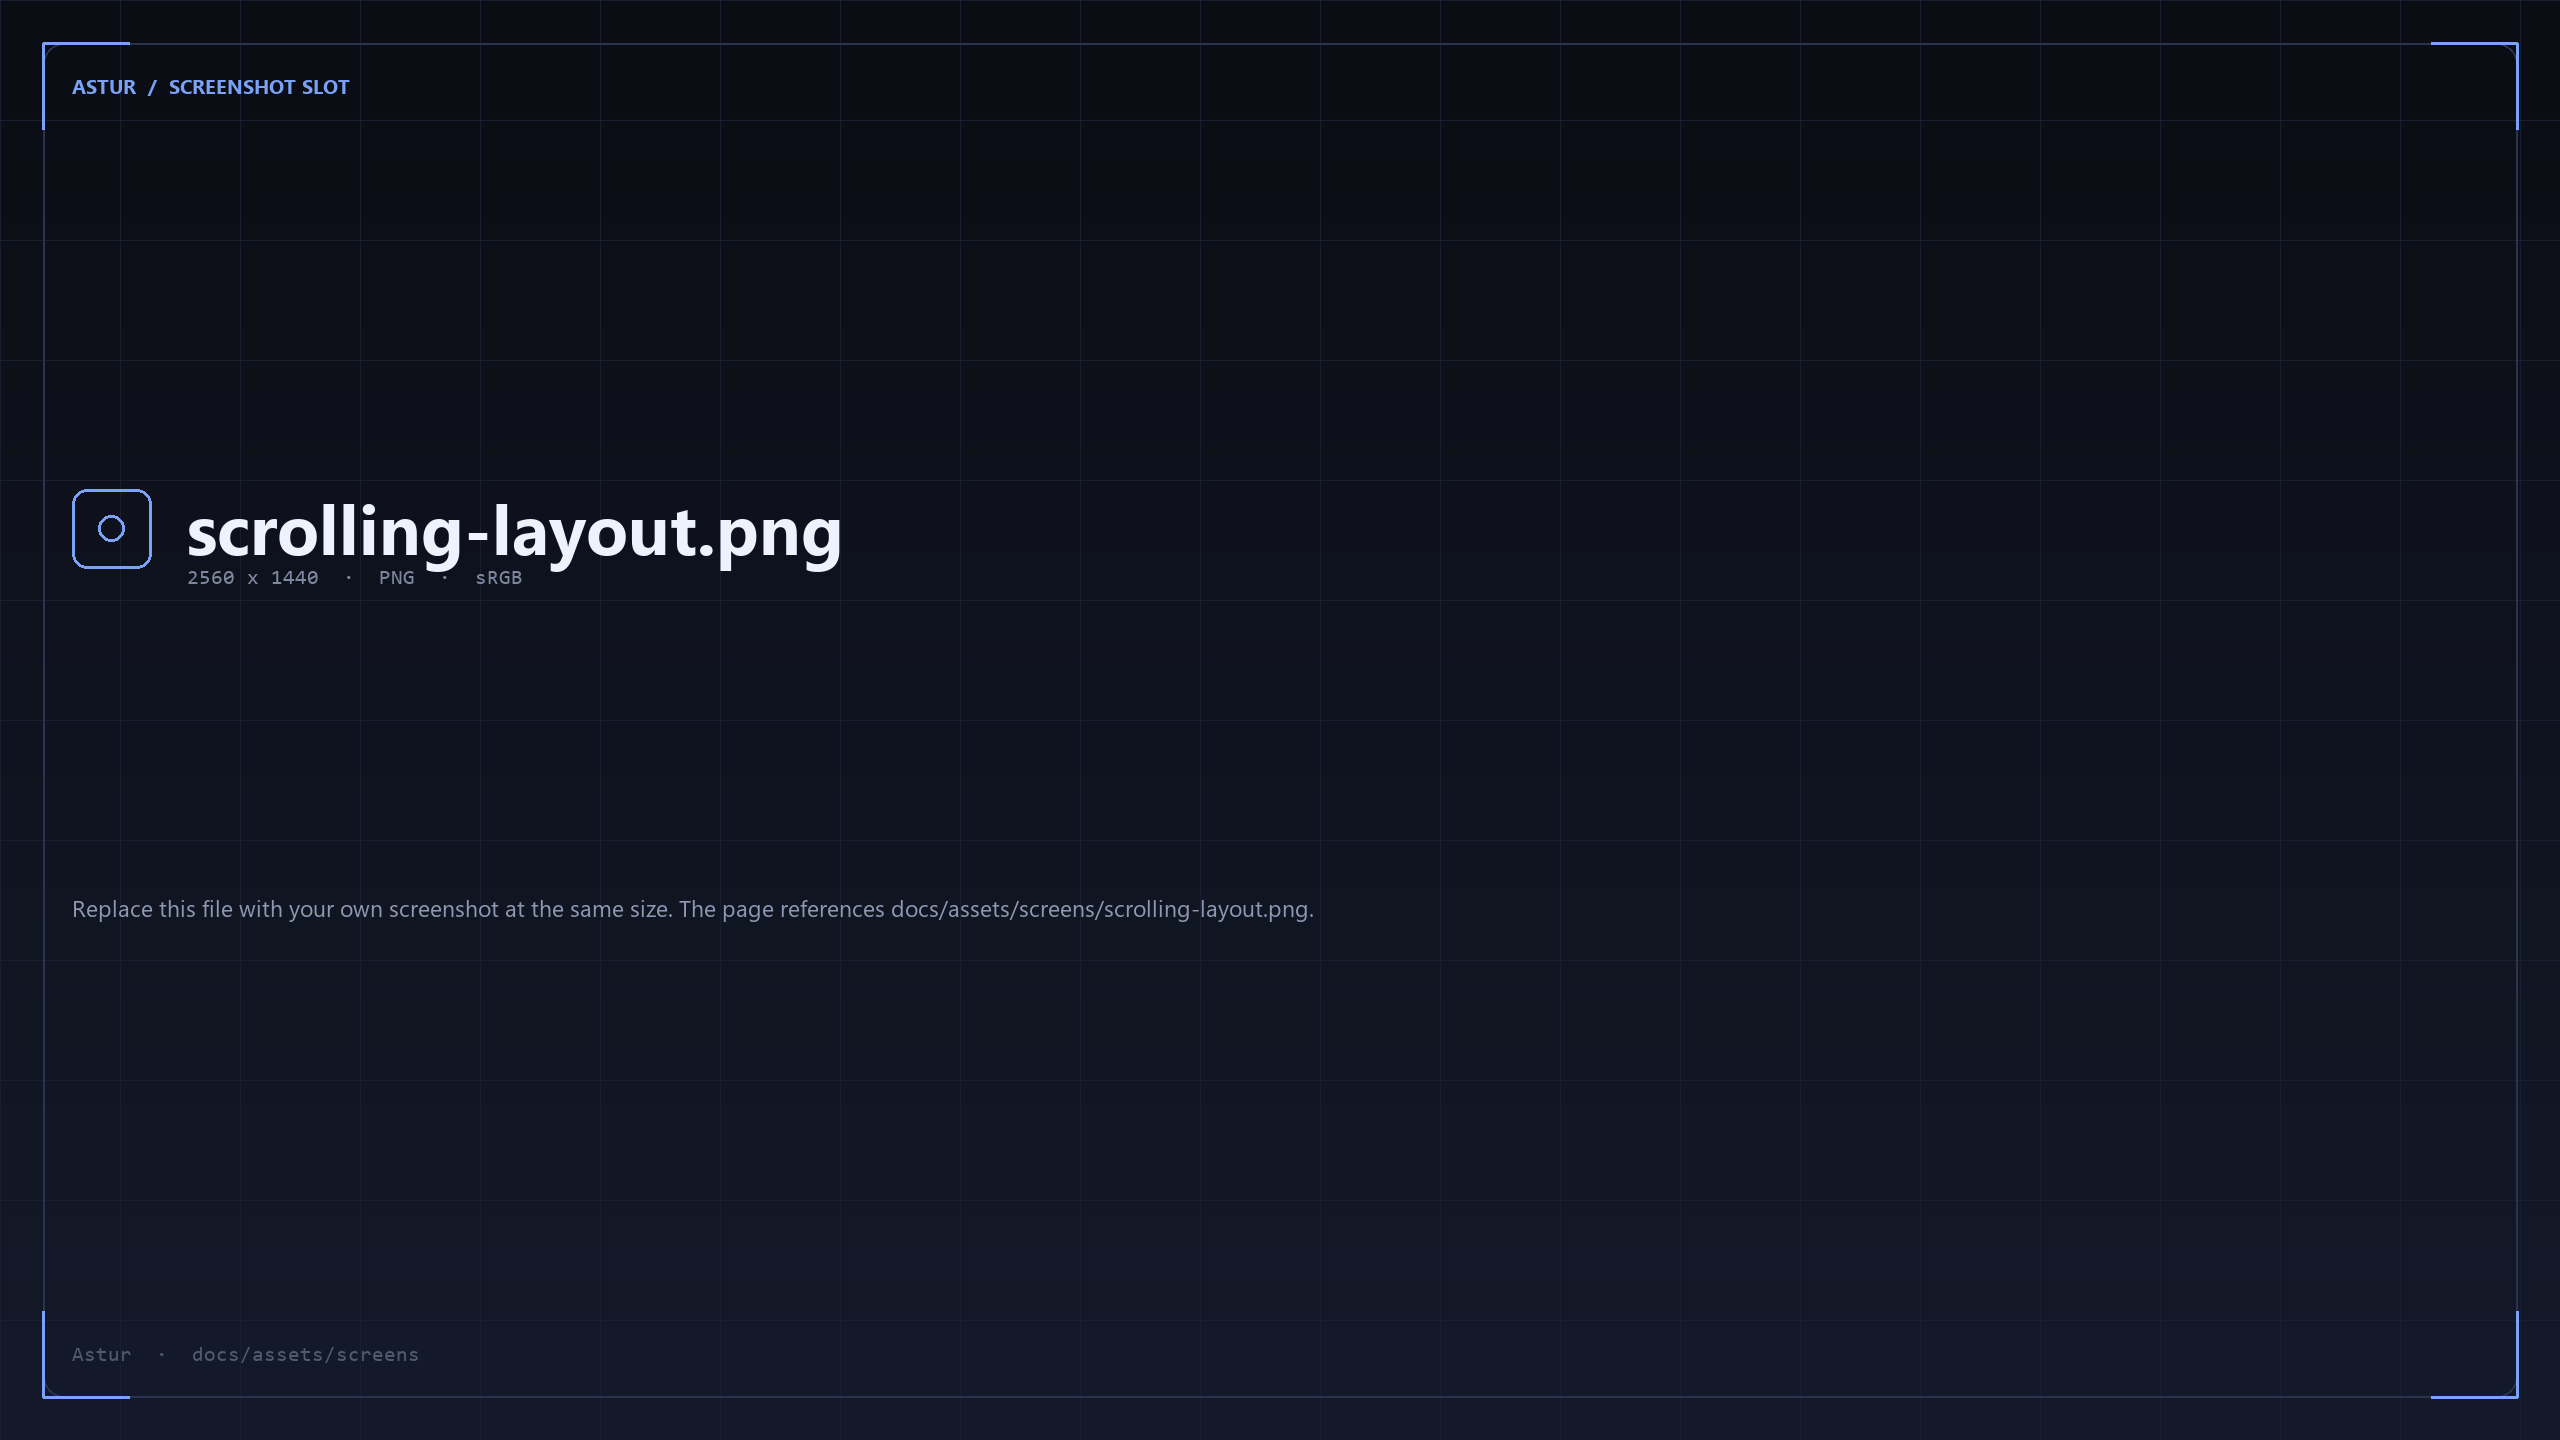 ASTUR / SCREENSHOT SLOT
scrolling-layout.png
2560 x 1440 · PNG · sRGB
Replace this file with your own screenshot at the same size. The page references docs/assets/screens/scrolling-layout.png.
Astur · docs/assets/screens